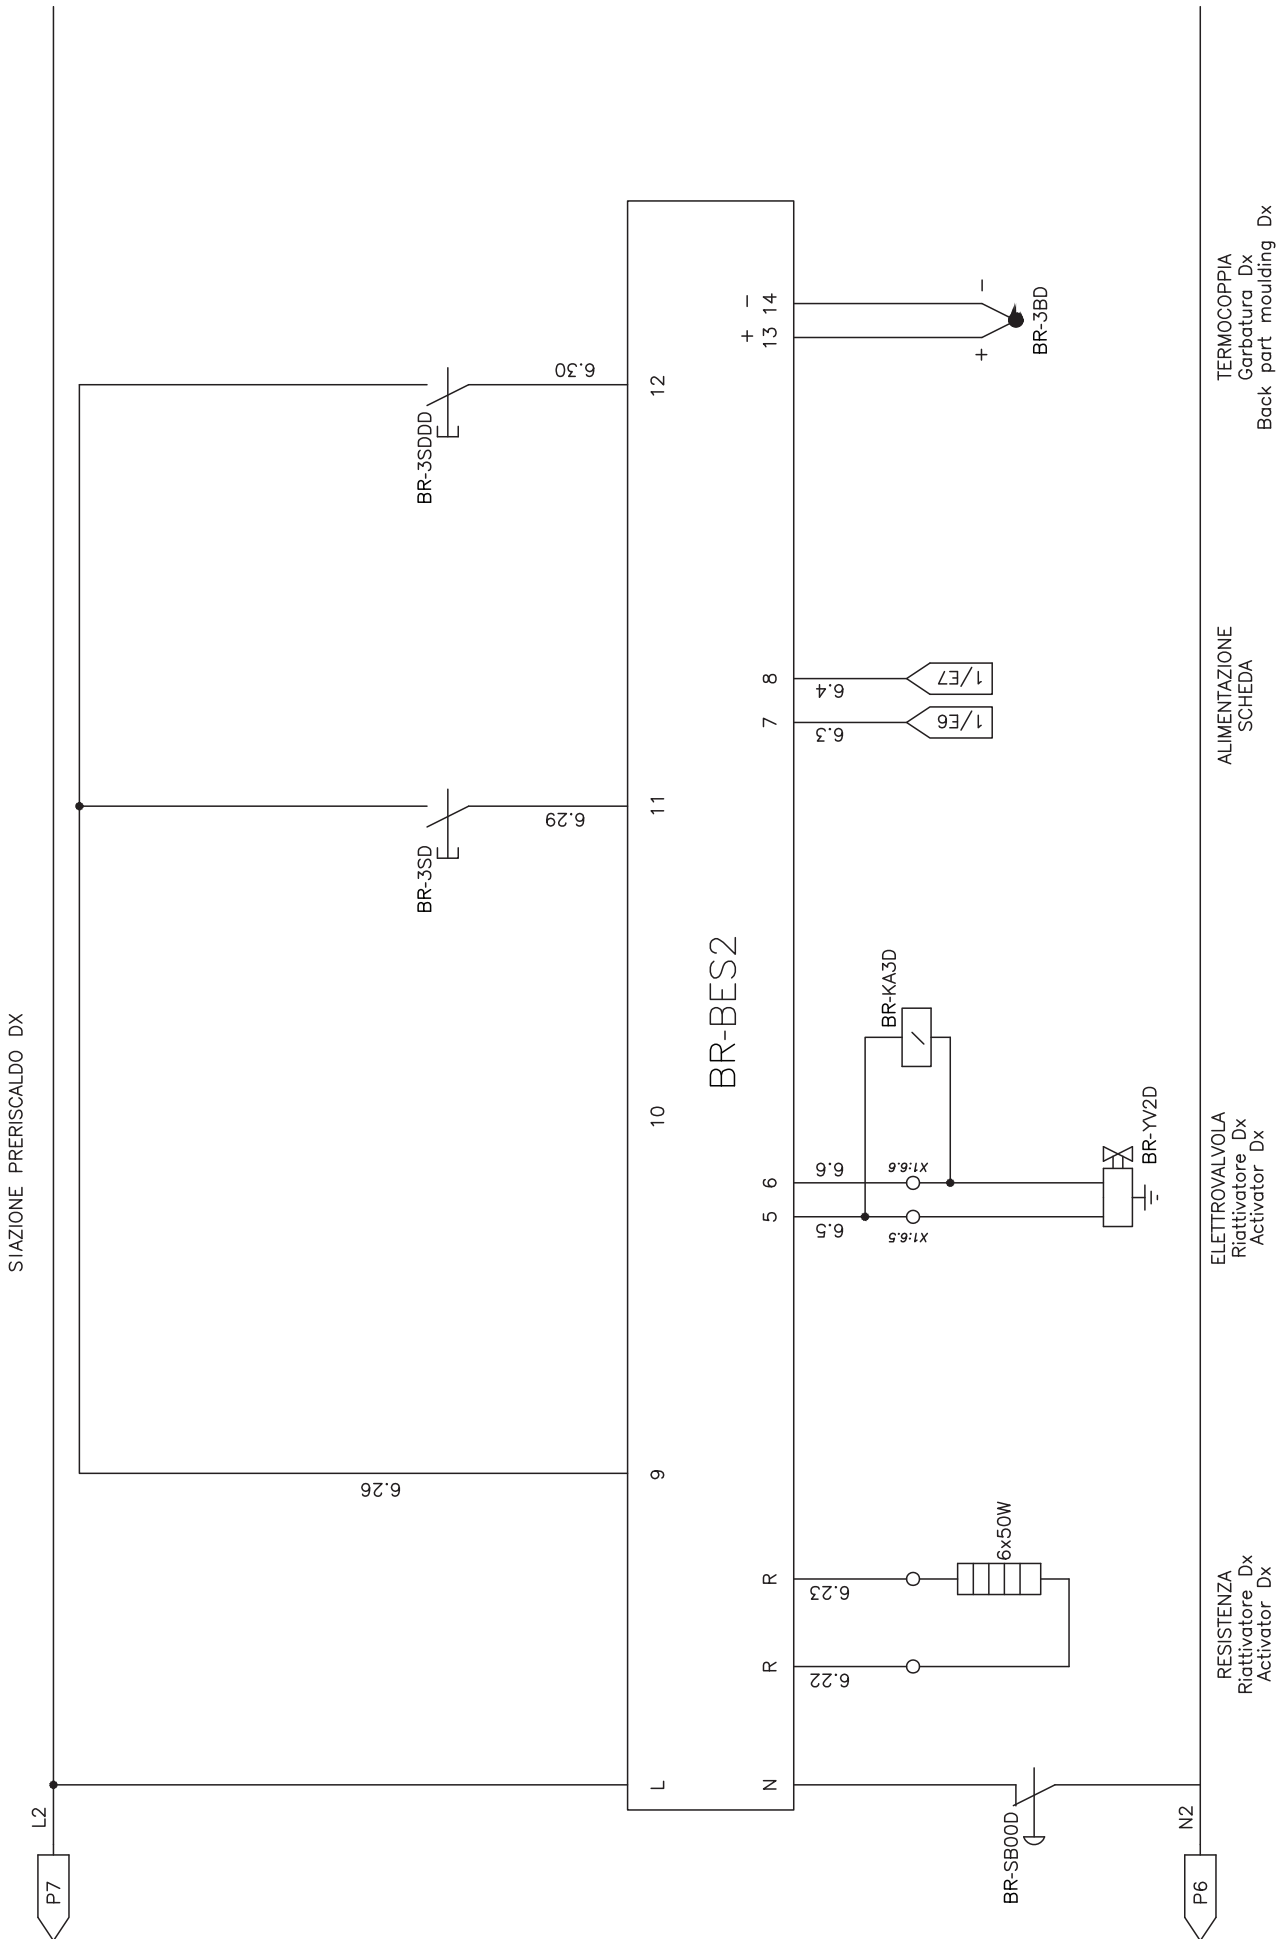 SIAZIONE PRERISCALDO DX
P7
L2
6.26
BR-3SD
6.29
BR-3SDDD
6.30
L
9
10
11
12
BR-BES2
N
R
R
5
6
7
8
+
-
13
14
6.22
6.23
6.5
6.6
6.3
6.4
X1:6.5
X1:6.6
BR-KA3D
1/E6
1/E7
+
-
BR-3BD
6x50W
BR-SB00D
BR-YV2D
P6
N2
RESISTENZA
Riattivatore Dx
Activator Dx
ELETTROVALVOLA
Riattivatore Dx
Activator Dx
ALIMENTAZIONE
SCHEDA
TERMOCOPPIA
Garbatura Dx
Back part moulding Dx